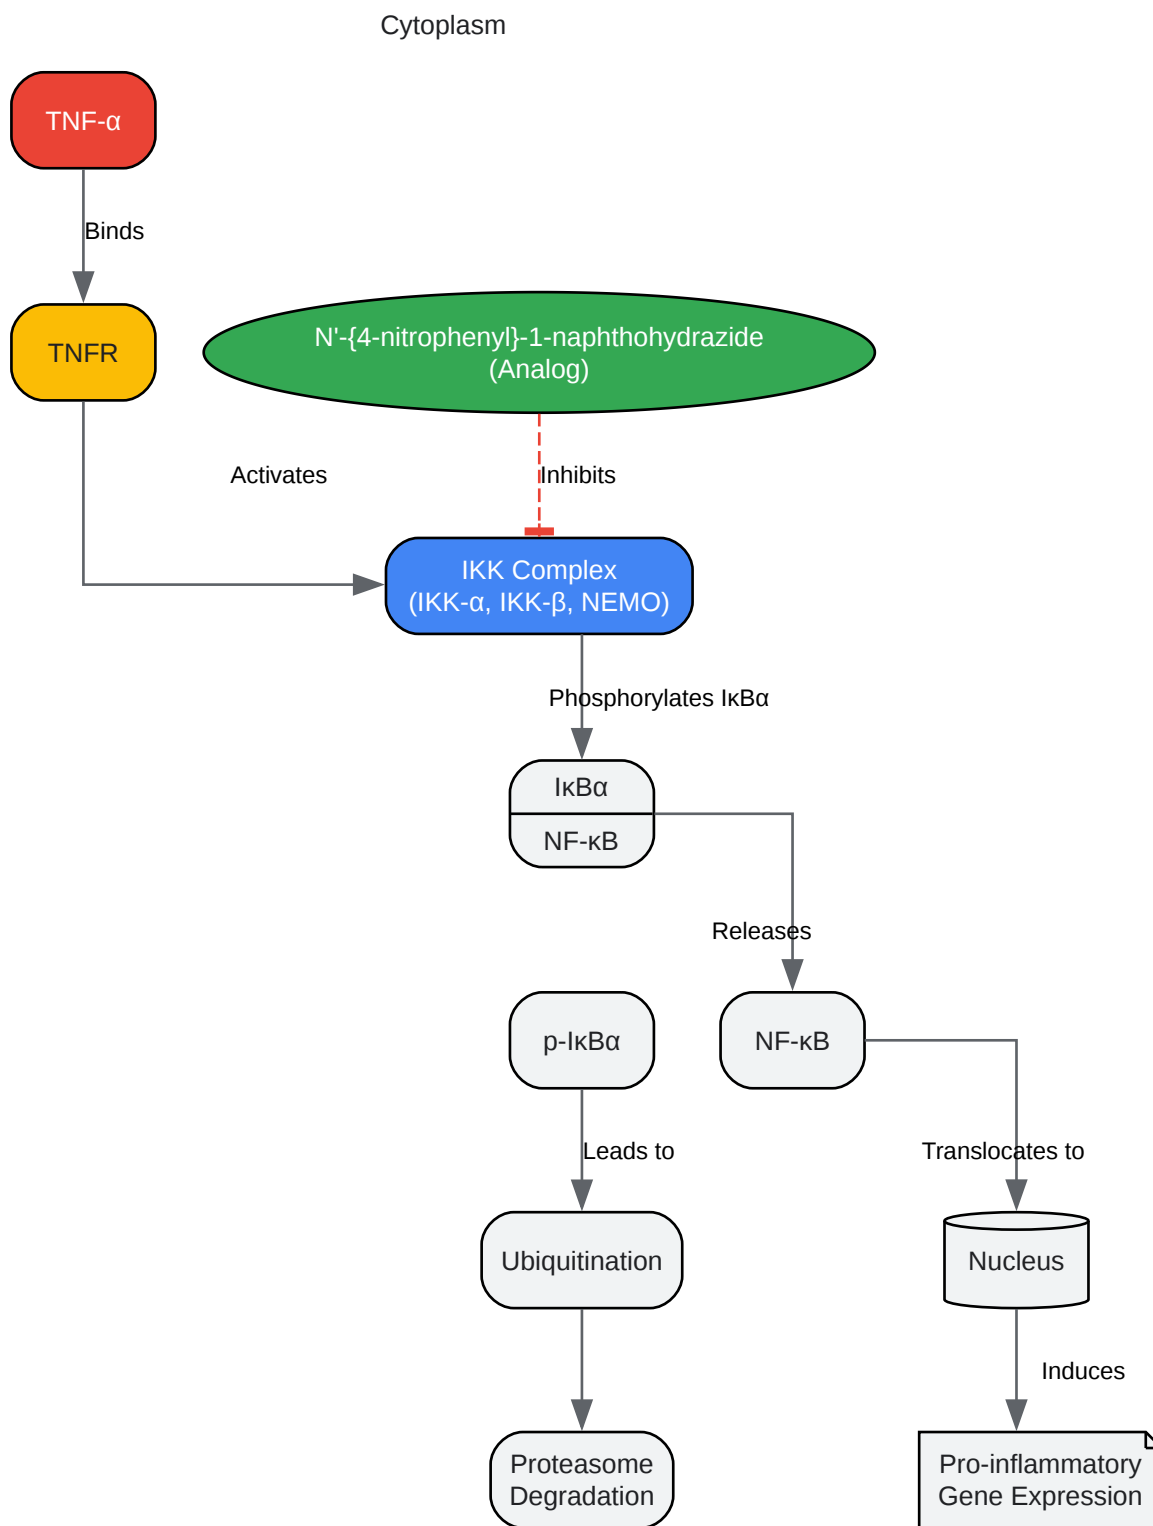 Cytoplasm
TNF-α
Binds
TNFR
N'-{4-nitrophenyl}-1-naphthohydrazide
(Analog)
Activates
Inhibits
IKK Complex
(IKK-α, IKK-β, NEMO)
Phosphorylates IκBα
IκBα
NF-κB
Releases
p-IκBα
NF-κB
Leads to
Translocates to
Ubiquitination
Nucleus
Induces
Proteasome
Degradation
Pro-inflammatory
Gene Expression